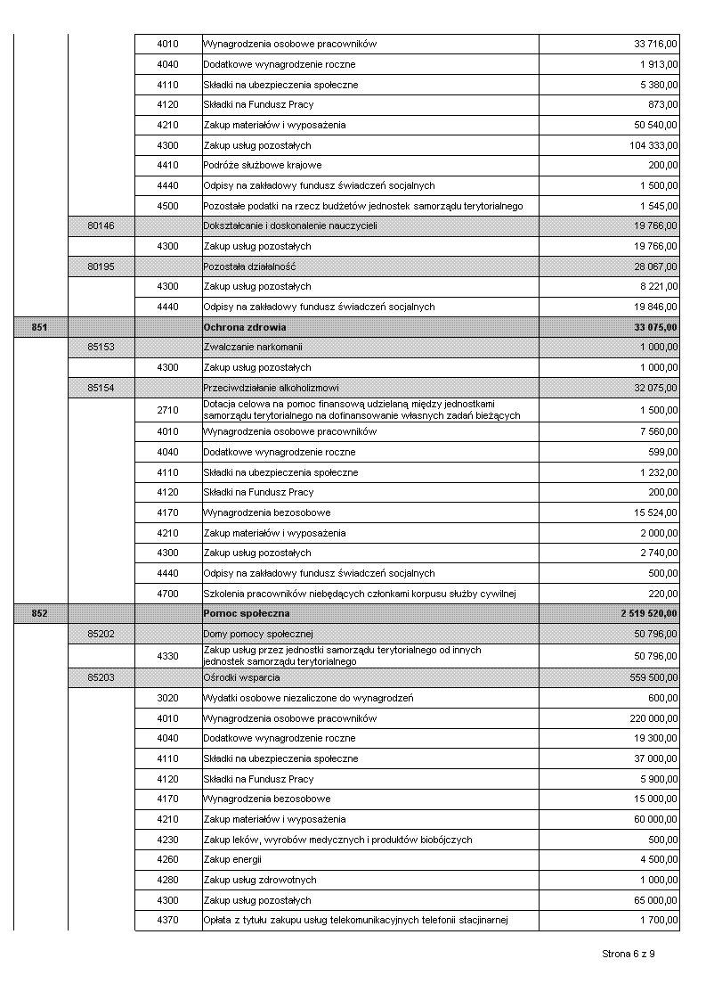 4010 Wynagrodzenia osobowe pracowników 33 716,00
4040 Dodatkowe wynagrodzenie roczne 1 913,00
4110 Składki na ubezpieczenia społeczne 5 380,00
4120 Składki na Fundusz Pracy 873,00
4210 Zakup materiałów i wyposażenia 50 540,00
4300 Zakup usług pozostałych 104 333,00
4410 Podróże służbowe krajowe 200,00
4440 Odpisy na zakładowy fundusz świadczeń socjalnych 1 500,00
4500 Pozostałe podatki na rzecz budżetów jednostek samorządu terytorialnego 1 545,00
80146 Dokształcanie i doskonalenie nauczycieli 19 766,00
4300 Zakup usług pozostałych 19 766,00
80195 Pozostała działalność 28 067,00
4300 Zakup usług pozostałych 8 221,00
4440 Odpisy na zakładowy fundusz świadczeń socjalnych 19 846,00
851 Ochrona zdrowia 33 075,00
85153 Zwalczanie narkomanii 1 000,00
4300 Zakup usług pozostałych 1 000,00
85154 Przeciwdziałanie alkoholizmowi 32 075,00
2710 Dotacja celowa na pomoc finansową udzielaną między jednostkami
samorządu terytorialnego na dofinansowanie własnych zadań bieżących 1 500,00
4010 Wynagrodzenia osobowe pracowników 7 560,00
4040 Dodatkowe wynagrodzenie roczne 599,00
4110 Składki na ubezpieczenia społeczne 1 232,00
4120 Składki na Fundusz Pracy 200,00
4170 Wynagrodzenia bezosobowe 15 524,00
4210 Zakup materiałów i wyposażenia 2 000,00
4300 Zakup usług pozostałych 2 740,00
4440 Odpisy na zakładowy fundusz świadczeń socjalnych 500,00
4700 Szkolenia pracowników niebędących członkami korpusu służby cywilnej 220,00
852 Pomoc społeczna 2 519 520,00
85202 Domy pomocy społecznej 50 796,00
4330 Zakup usług przez jednostki samorządu terytorialnego od innych
jednostek samorządu terytorialnego 50 796,00
85203 Ośrodki wsparcia 559 500,00
3020 Wydatki osobowe niezaliczone do wynagrodzeń 600,00
4010 Wynagrodzenia osobowe pracowników 220 000,00
4040 Dodatkowe wynagrodzenie roczne 19 300,00
4110 Składki na ubezpieczenia społeczne 37 000,00
4120 Składki na Fundusz Pracy 5 900,00
4170 Wynagrodzenia bezosobowe 15 000,00
4210 Zakup materiałów i wyposażenia 60 000,00
4230 Zakup leków, wyrobów medycznych i produktów biobójczych 500,00
4260 Zakup energii 4 500,00
4280 Zakup usług zdrowotnych 1 000,00
4300 Zakup usług pozostałych 65 000,00
4370 Opłata z tytułu zakupu usług telekomunikacyjnych telefonii stacjinarnej 1 700,00
Strona 6 z 9